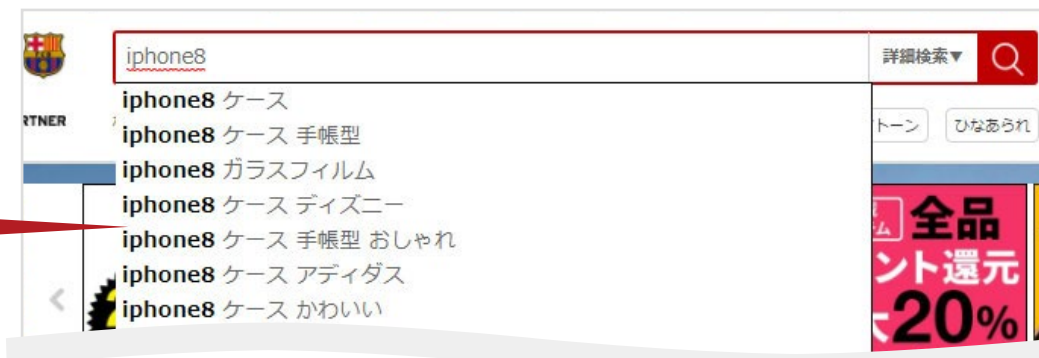 iphone8
詳細検索▼
iphone8 ケース
RTNER
iphone8 ケース 手帳型
トーン
ひなあられ
iphone8 ガラスフィルム
iphone8 ケース ディズニー
iphone8 ケース 手帳型 おしゃれ
iphone8 ケース アディダス
iphone8 ケース かわいい
全品
ント還元
大20%